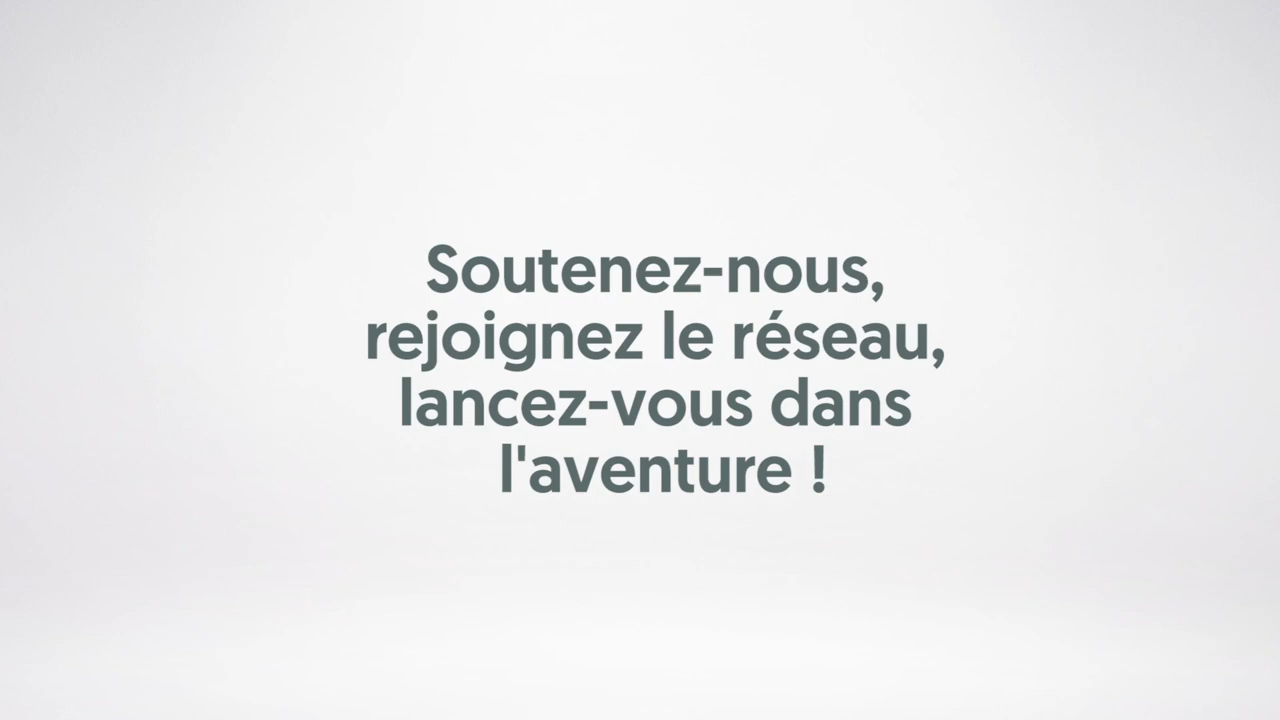 Soutenez-nous,
rejoignez le réseau,
lancez-vous dans
l'aventure !